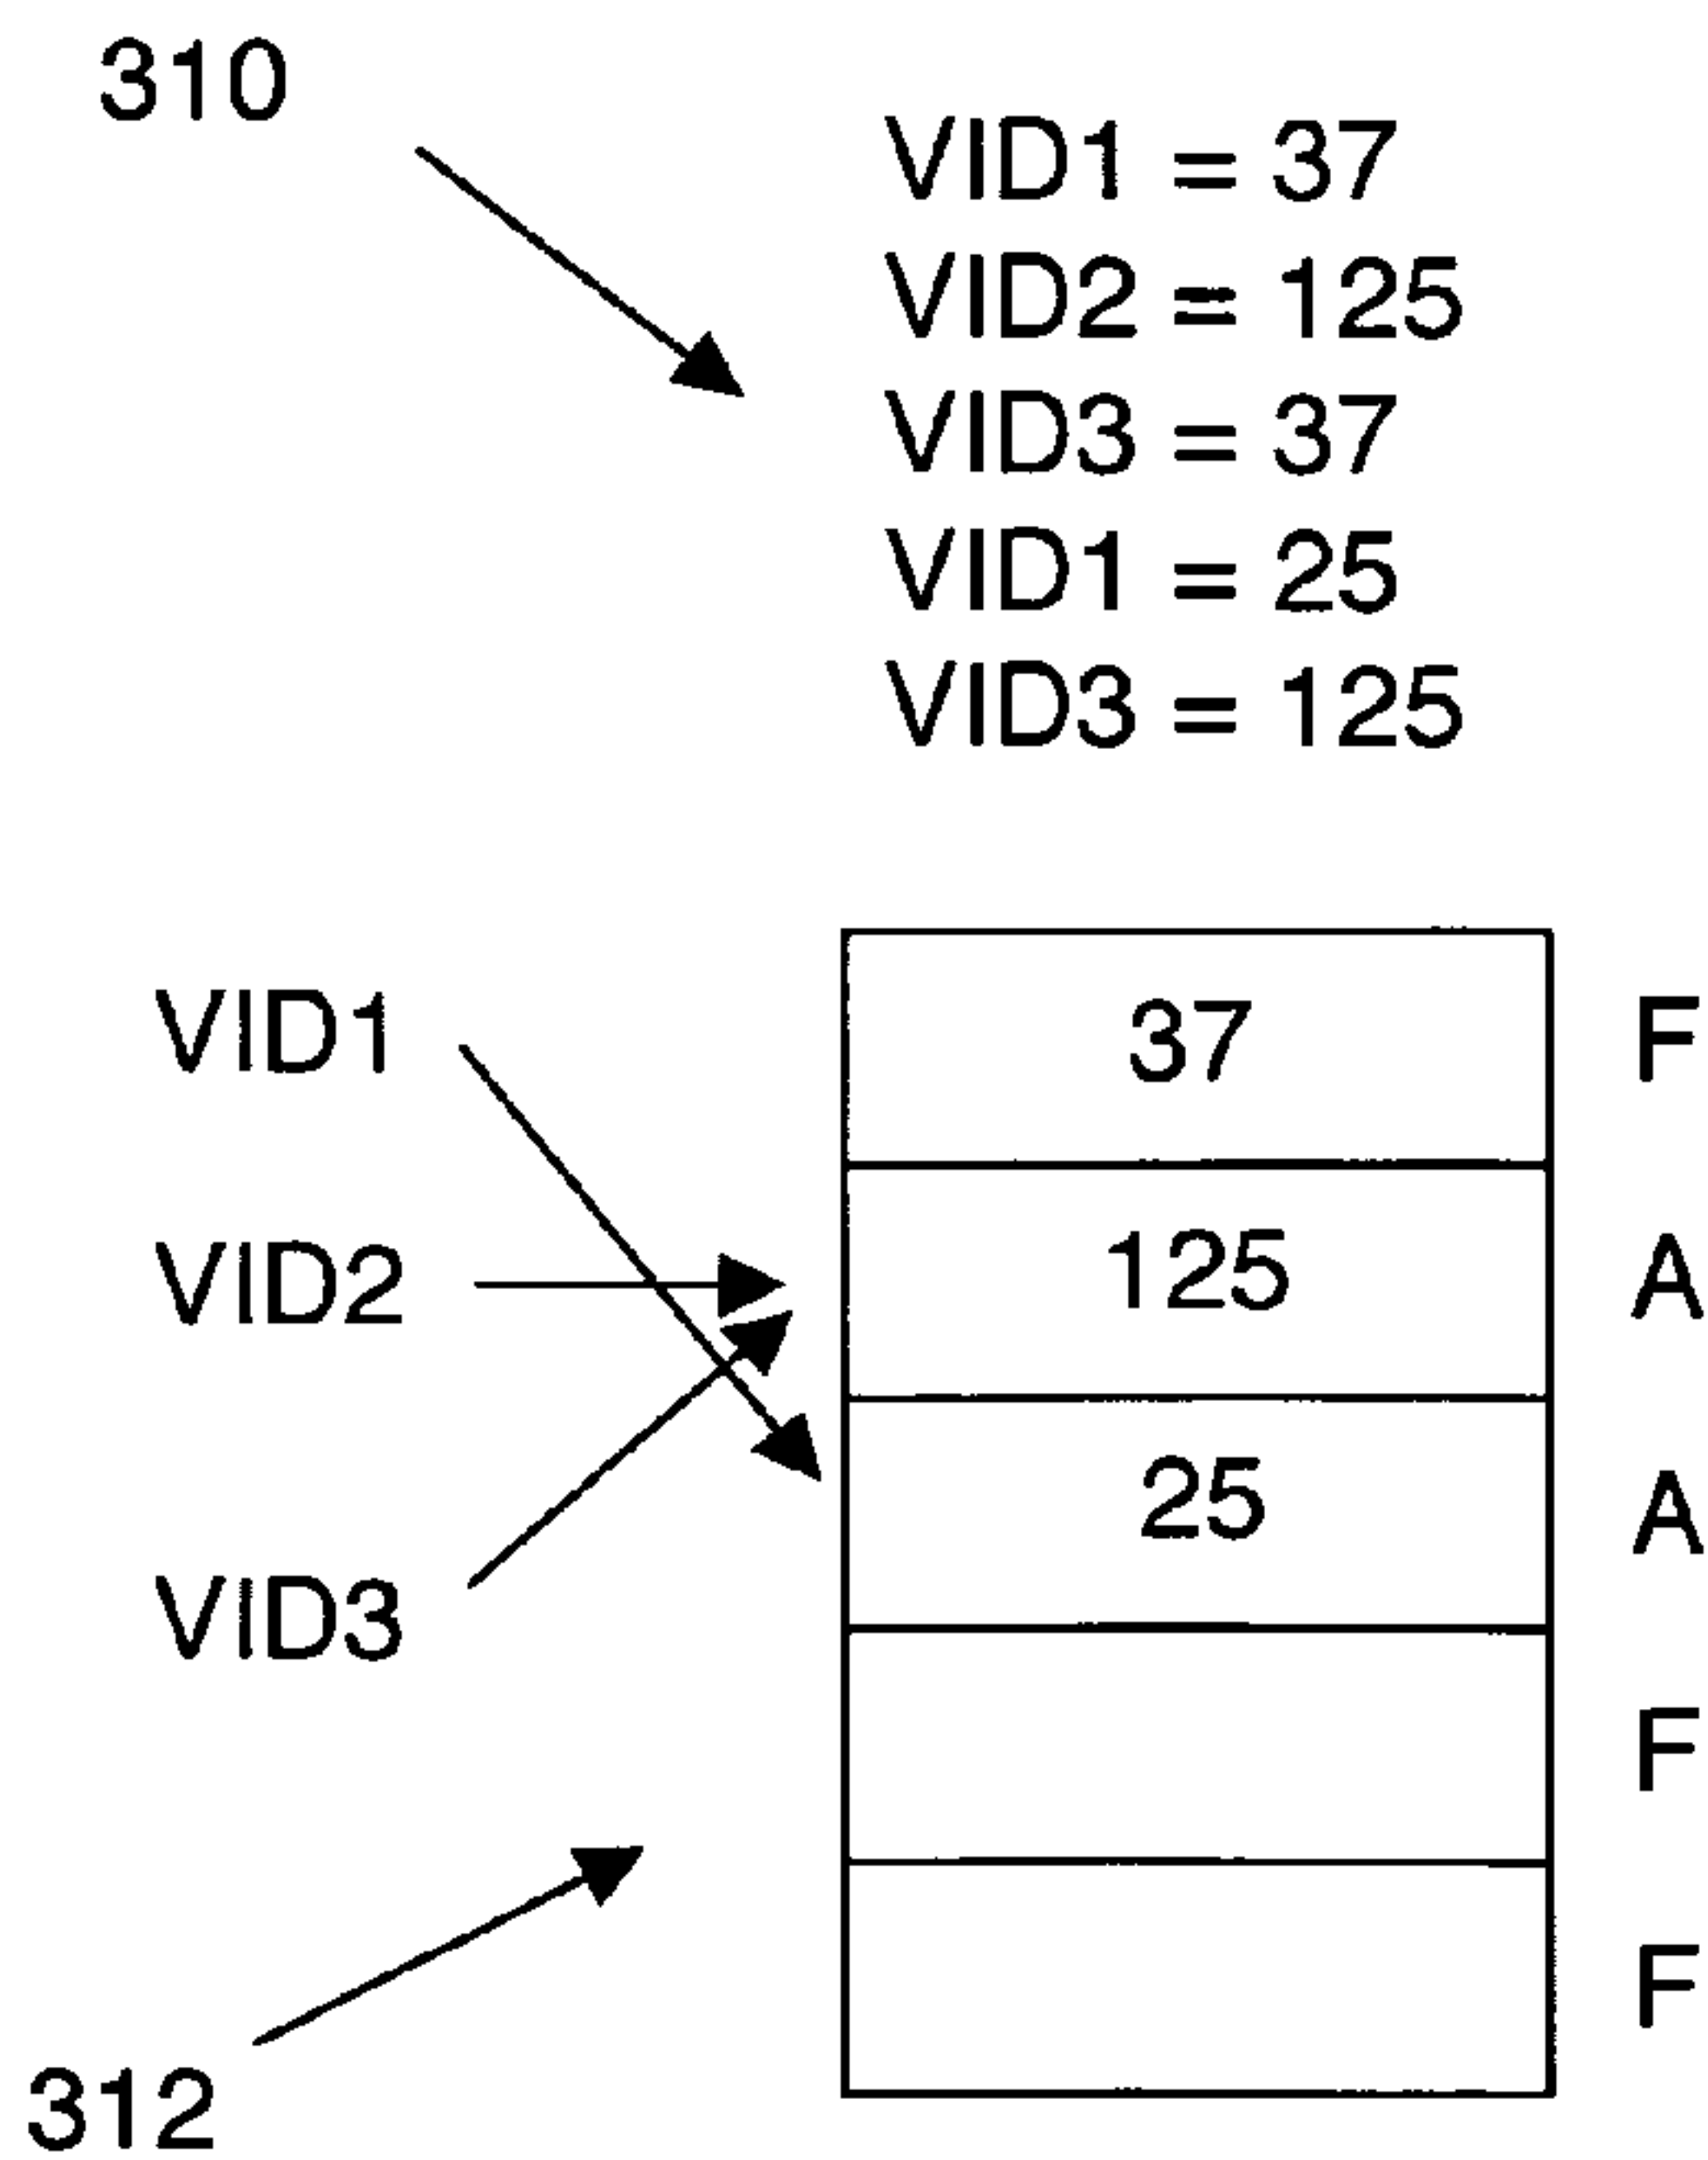 310
VID1 = 37
VID2 = 125
VID3 = 37
VID1 = 25
VID3 = 125
VID1 37 F
VID2 125 A
25 A
VID3
F
F
312